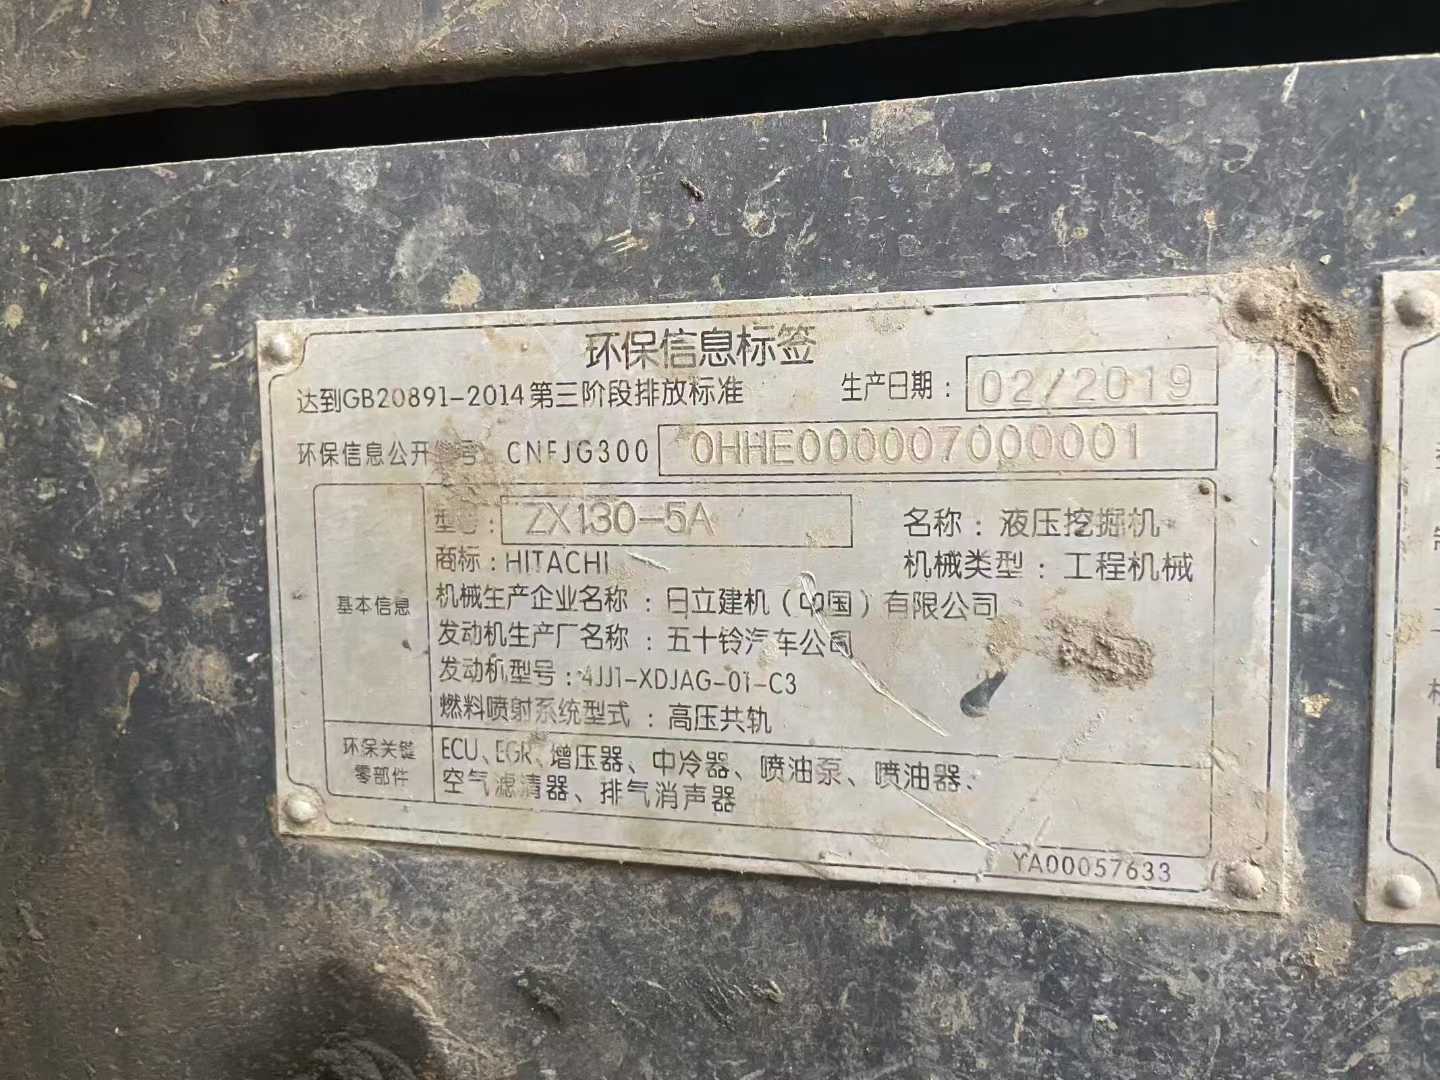 环保信息标签
达到GB20891-2014第三阶段排放标准 生产日期：02/2019
环保信息公开编号：CNFJG300 0HHE000007000001
型号：ZX130-5A 名称：液压挖掘机
商标：HITACHI 机械类型：工程机械
基本信息 机械生产企业名称：日立建机（中国）有限公司
发动机生产厂名称：五十铃汽车公司
发动机型号：4JJ1-XDJAG-01-C3
燃料喷射系统型式：高压共轨
环保关键 ECU、EGR、增压器、中冷器、喷油泵、喷油器、
零部件 空气滤清器、排气消声器
YA00057633